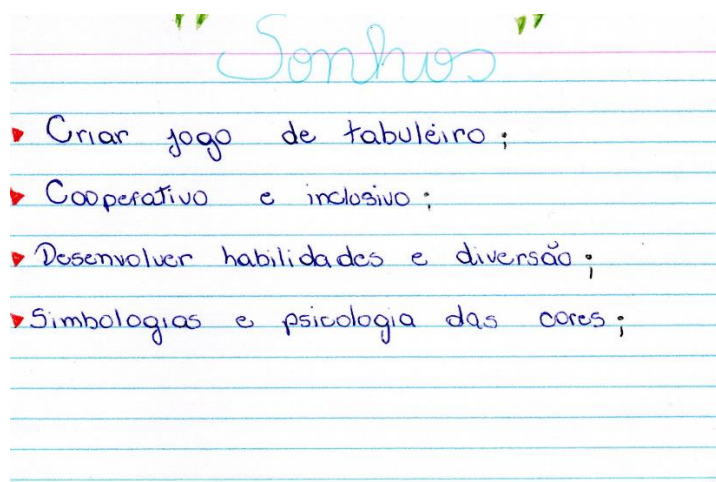 " Sonhos "
Criar jogo de tabuleiro;
Cooperativo e inclusivo;
Desenvolver habilidades e diversão;
Simbologias e psicologia das cores;